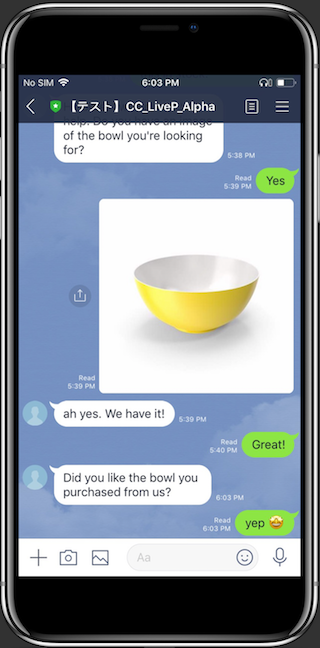 No SIM 6:03 PM
【テスト】CC_LiveP_Alpha
help. Do you have an image
of the bowl you're looking
for?
5:38 PM
Read
5:39 PM
Yes
Read
5:39 PM
ah yes. We have it!
5:39 PM
Read
5:40 PM
Great!
Did you like the bowl you
purchased from us?
6:03 PM
Read
6:03 PM
yep 🤩
Aa